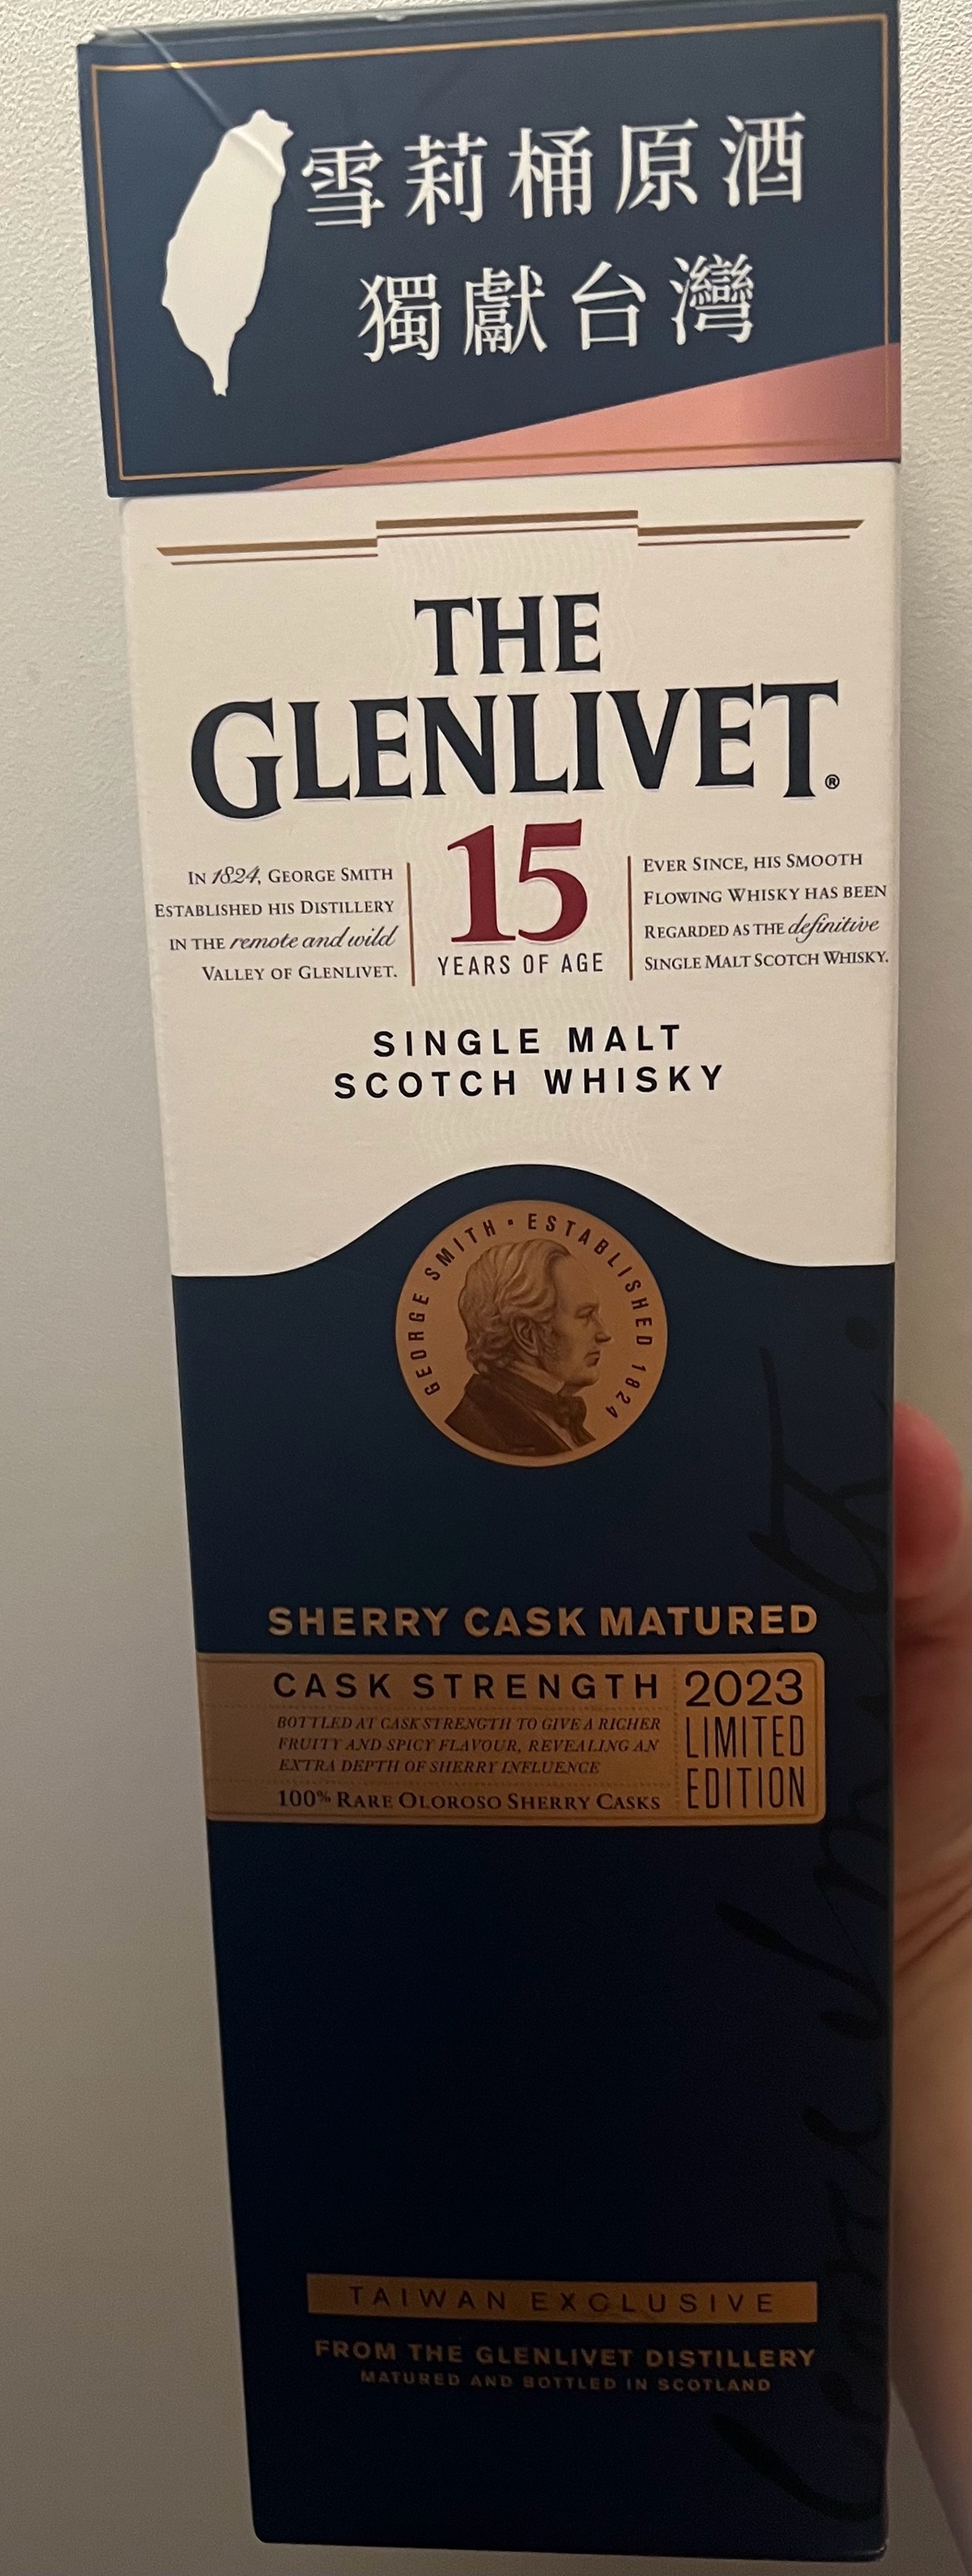 雪莉桶原酒
獨獻台灣
THE
GLENLIVET®
15
YEARS OF AGE
IN 1824, GEORGE SMITH
ESTABLISHED HIS DISTILLERY
IN THE remote and wild
VALLEY OF GLENLIVET.
EVER SINCE, HIS SMOOTH
FLOWING WHISKY HAS BEEN
REGARDED AS THE definitive
SINGLE MALT SCOTCH WHISKY.
SINGLE MALT
SCOTCH WHISKY
GEORGE SMITH • ESTABLISHED 1824
SHERRY CASK MATURED
CASK STRENGTH
BOTTLED AT CASK STRENGTH TO GIVE A RICHER
FRUITY AND SPICY FLAVOUR, REVEALING AN
EXTRA DEPTH OF SHERRY INFLUENCE
100% RARE OLOROSO SHERRY CASKS
2023
LIMITED
EDITION
TAIWAN EXCLUSIVE
FROM THE GLENLIVET DISTILLERY
MATURED AND BOTTLED IN SCOTLAND